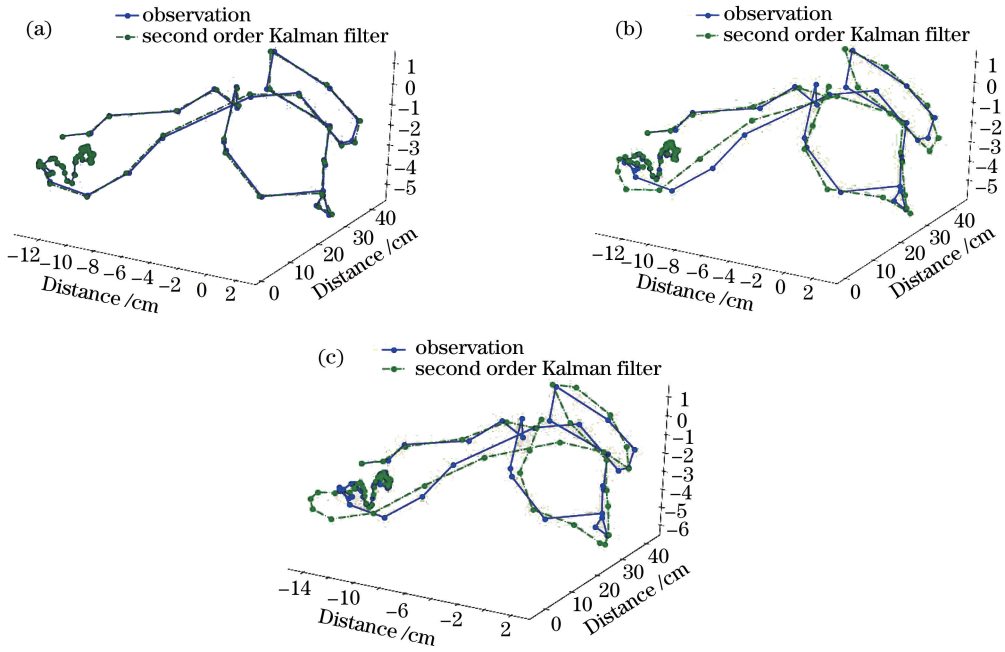 (a)
observation
second order Kalman filter
1
0
−1
−2
−3
−4
−5
40
30
20
10
0
−12 −10 −8 −6 −4 −2 0 2
Distance /cm
Distance /cm
(b)
observation
second order Kalman filter
1
0
−1
−2
−3
−4
−5
40
30
20
10
0
−12 −10 −8 −6 −4 −2 0 2
Distance /cm
Distance /cm
(c)
observation
second order Kalman filter
1
0
−1
−2
−3
−4
−5
−6
40
30
20
10
0
−14 −10 −6 −2 2
Distance /cm
Distance /cm